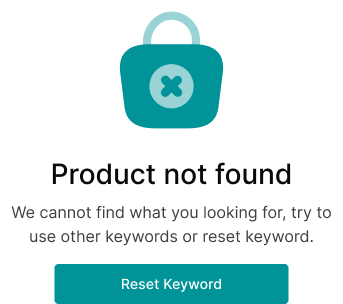 Product not found
We cannot find what you looking for, try to
use other keywords or reset keyword.
Reset Keyword